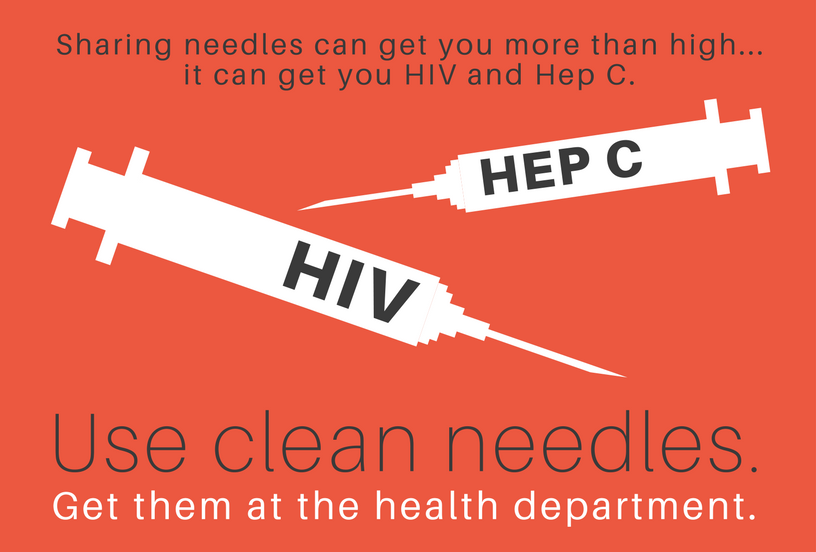 Sharing needles can get you more than high...
it can get you HIV and Hep C.
HEP C
HIV
Use clean needles.
Get them at the health department.